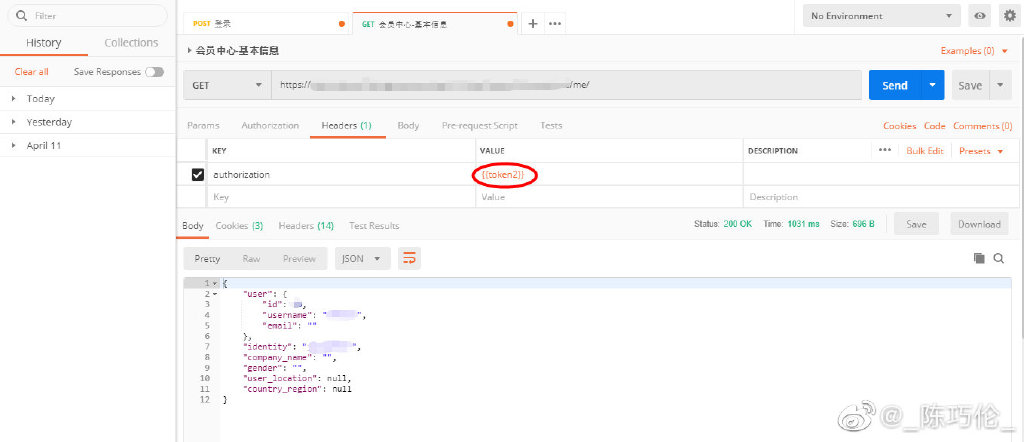 Filter
History Collections
Clear all Save Responses
Today
Yesterday
April 11
POST 登录 GET 会员中心-基本信息 + ••• No Environment
会员中心-基本信息 Examples (0)
GET https:// /me/ Send Save
Params Authorization Headers (1) Body Pre-request Script Tests Cookies Code Comments (0)
KEY VALUE DESCRIPTION ••• Bulk Edit Presets
authorization {{token2}}
Key Value Description
Body Cookies (3) Headers (14) Test Results Status: 200 OK Time: 1031 ms Size: 696 B Save Download
Pretty Raw Preview JSON
1 {
2 "user": {
3 "id": ,
4 "username": " ",
5 "email": ""
6 },
7 "identity": " ",
8 "company_name": "",
9 "gender": "",
10 "user_location": null,
11 "country_region": null
12 }
@_陈巧伦_